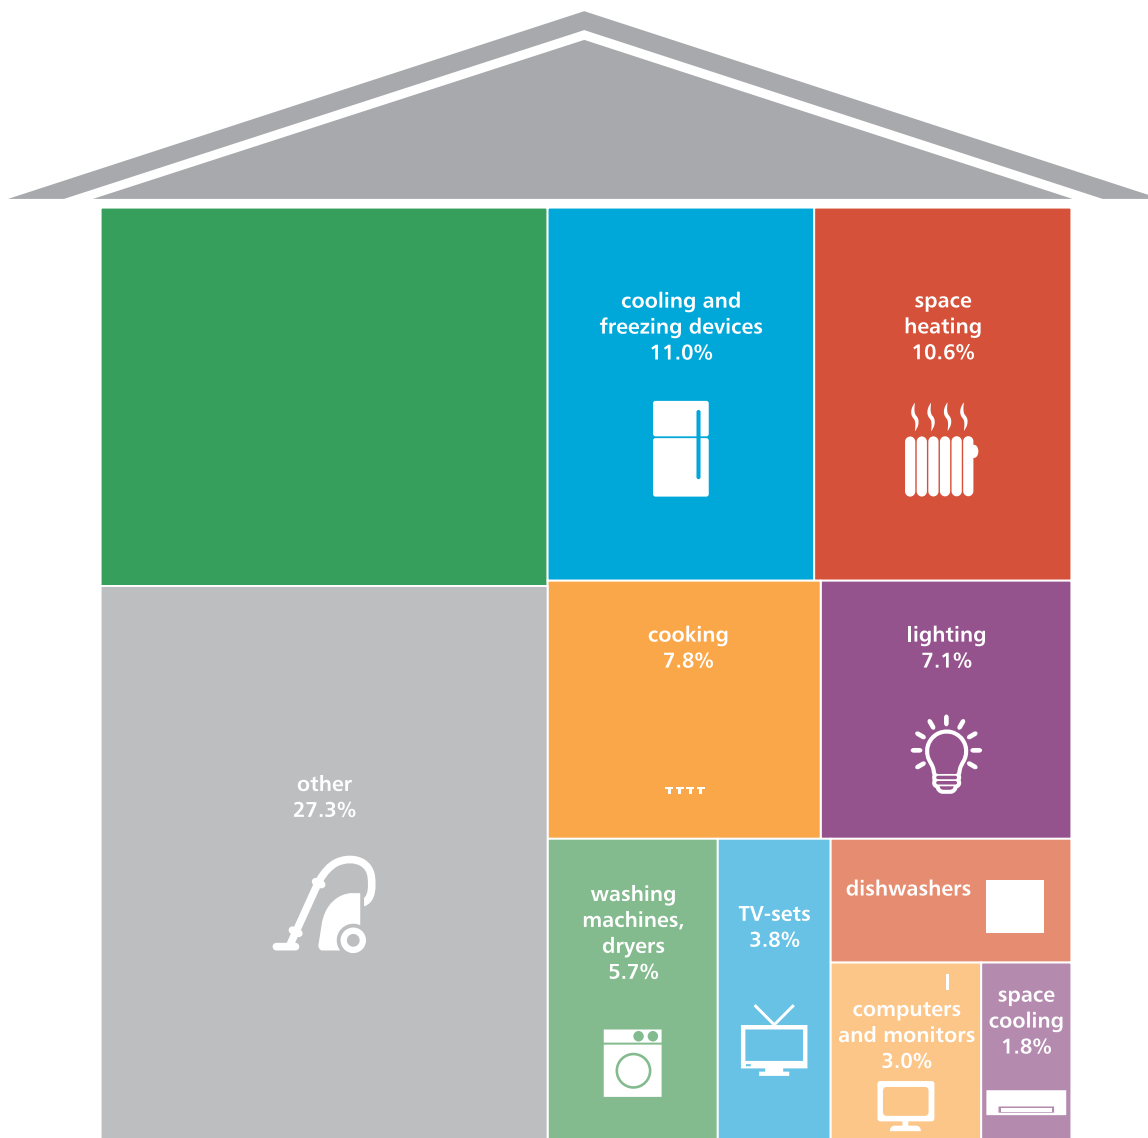 cooling and
freezing devices
11.0%
space
heating
10.6%
cooking
7.8%
lighting
7.1%
other
27.3%
washing
machines,
dryers
5.7%
TV-sets
3.8%
dishwashers
computers
and monitors
3.0%
space
cooling
1.8%